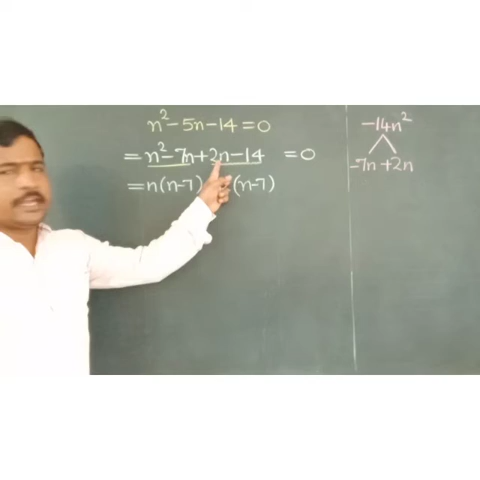 n² – 5n – 14 = 0
= n² – 7n + 2n – 14 = 0
= n(n–7) (n–7)
–14n²
–7n +2n